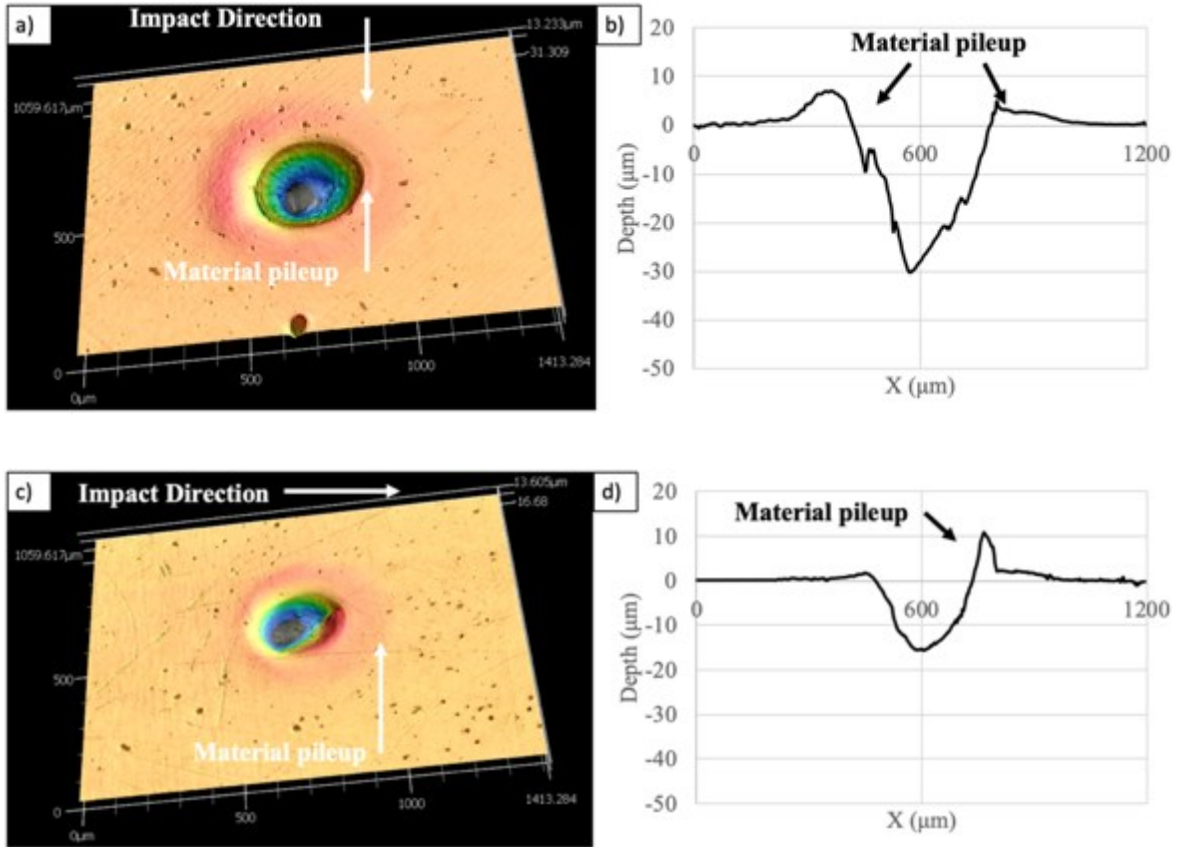 a)
Impact Direction
13.233μm
-31.309
1059.617μm
500
Material pileup
0
0μm
500
1000
1413.284
b)
Material pileup
20
10
0
-10
-20
-30
-40
-50
0
600
1200
Depth (μm)
X (μm)
c)
Impact Direction
13.605μm
-16.68
1059.617μm
500
Material pileup
0
0μm
500
1000
1413.284
d)
Material pileup
20
10
0
-10
-20
-30
-40
-50
0
600
1200
Depth (μm)
X (μm)